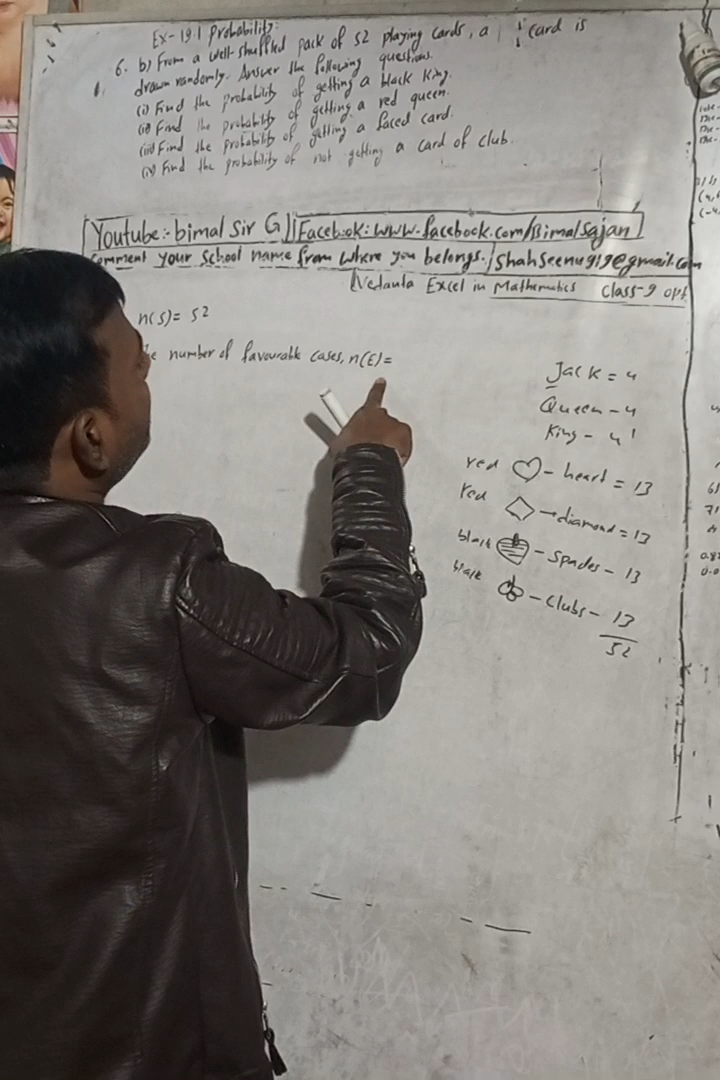 Ex-19.1 Probability:
6. b) From a well-shuffled pack of 52 playing cards, a card is
drawn randomly. Answer the following questions.
(i) Find the probability of getting a black King.
(ii) Find the probability of getting a red queen.
(iii) Find the probability of getting a faced card.
(iv) Find the probability of not getting a card of club.
Youtube:- bimal Sir G || Facebook: www.facebook.com/Bimalsajan
Comment your School name from where you belongs. / Shahseenu919@gmail.com
Vedanta Excel in Mathematics Class-9 opt
n(S) = 52
number of favourable cases, n(E) =
Jack = 4
Queen - 4
King - 4
red ♡ - heart = 13
red ◇ → diamond = 13
black - Spades - 13
black - Clubs - 13
52